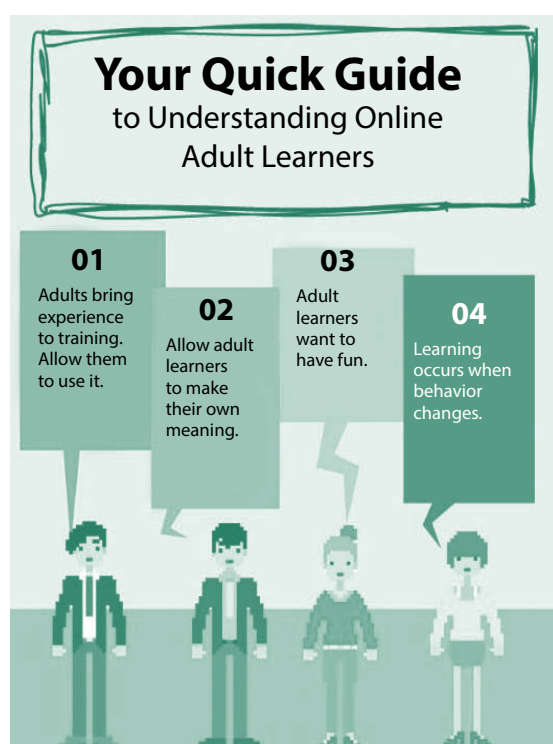 Your Quick Guide
to Understanding Online
Adult Learners
01
Adults bring
experience
to training.
Allow them
to use it.
02
Allow adult
learners
to make
their own
meaning.
03
Adult
learners
want to
have fun.
04
Learning
occurs when
behavior
changes.